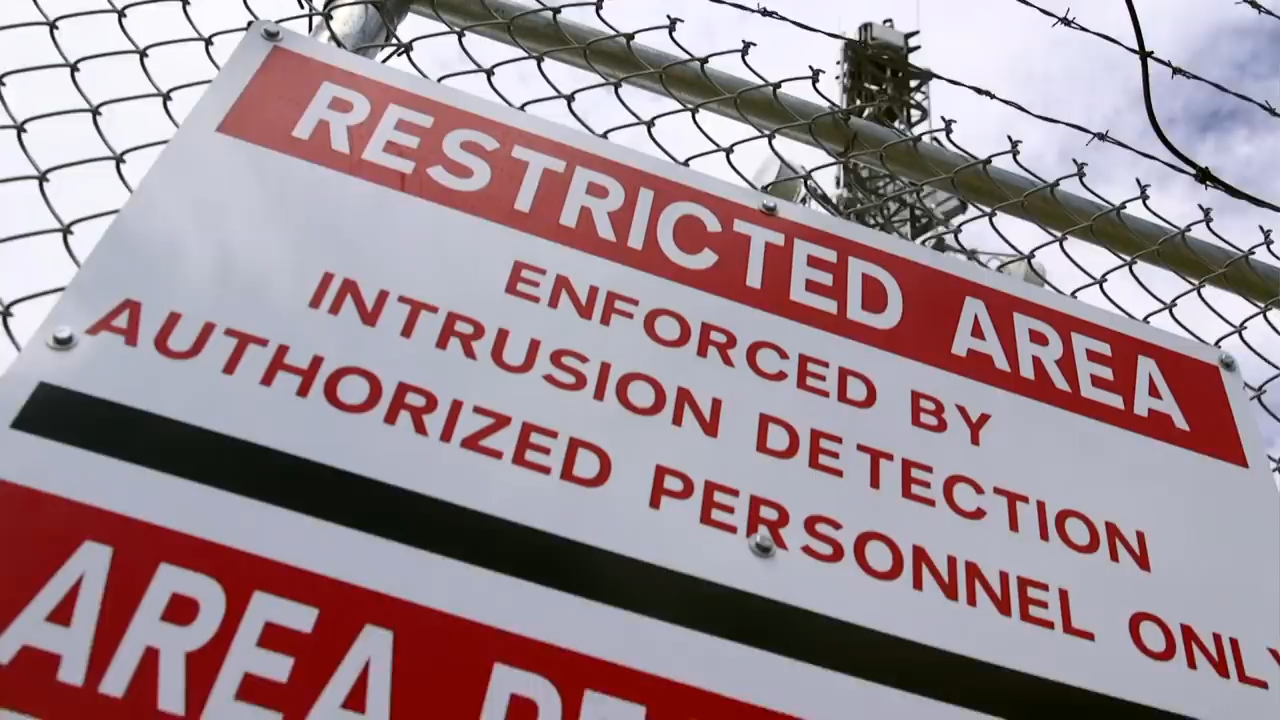 RESTRICTED AREA
ENFORCED BY
INTRUSION DETECTION
AUTHORIZED PERSONNEL ONLY
AREA